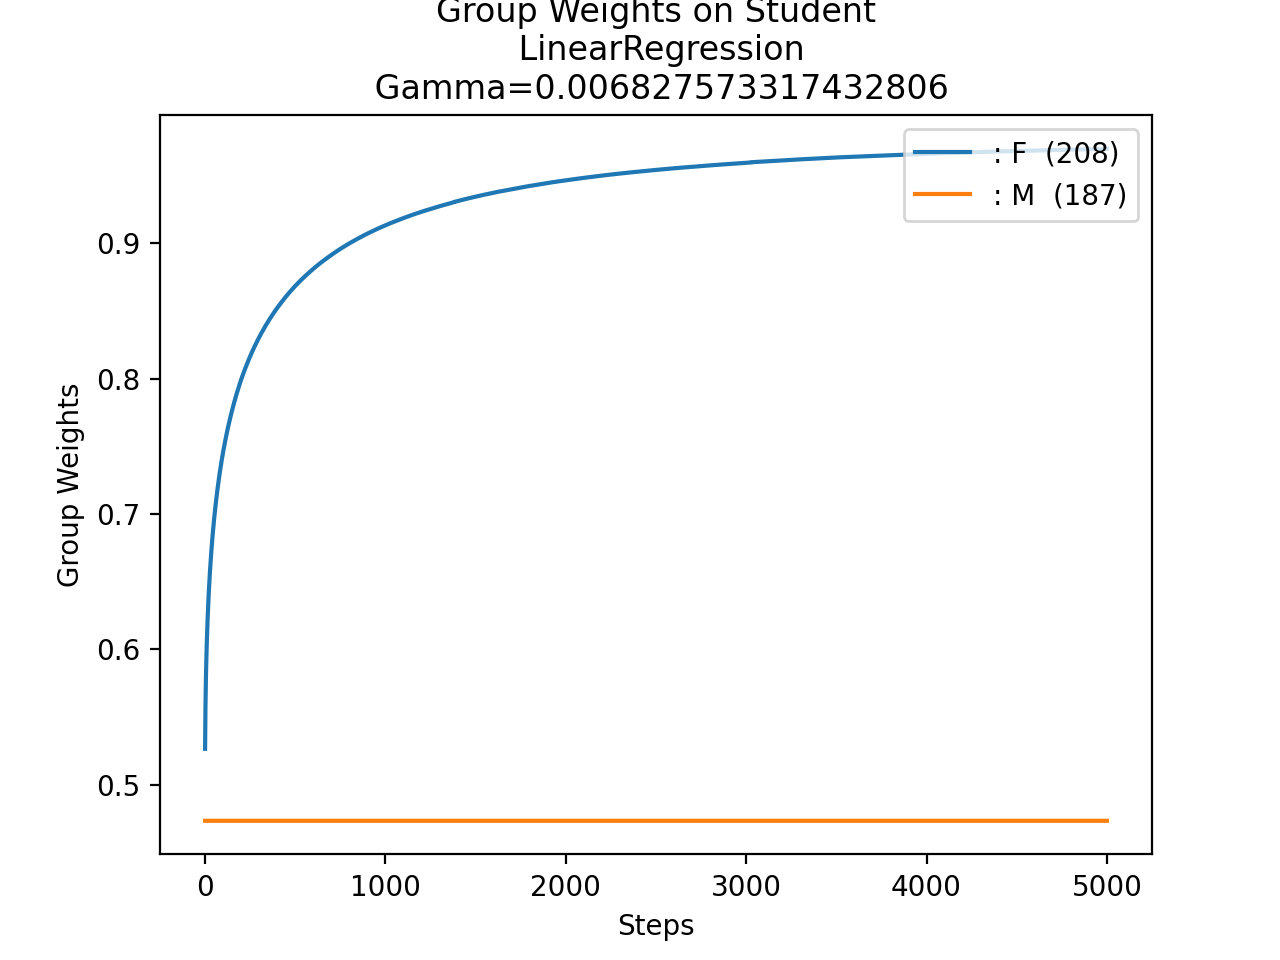 Group Weights on Student
LinearRegression
Gamma=0.006827573317432806
: F (208)
: M (187)
Group Weights
0.9
0.8
0.7
0.6
0.5
0 1000 2000 3000 4000 5000
Steps